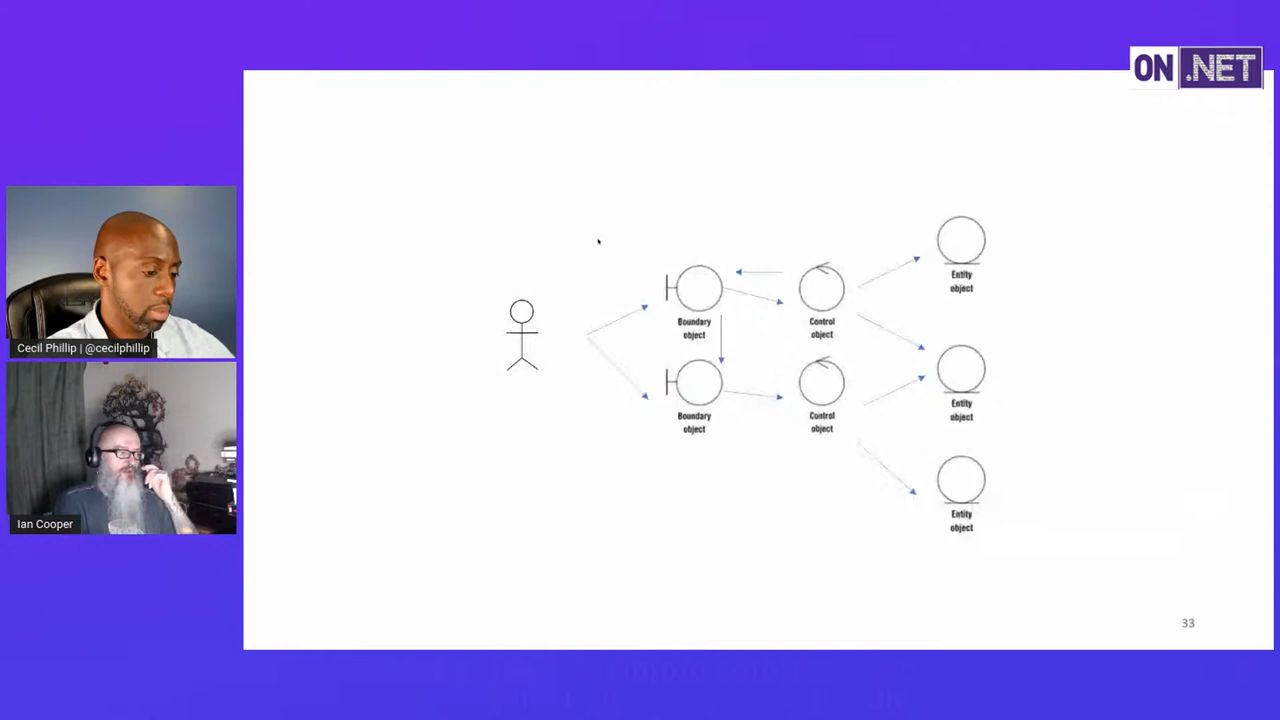 ON .NET
Entity
object
Boundary
object
Control
object
Entity
object
Boundary
object
Control
object
Entity
object
33
Cecil Phillip | @cecilphillip
Ian Cooper